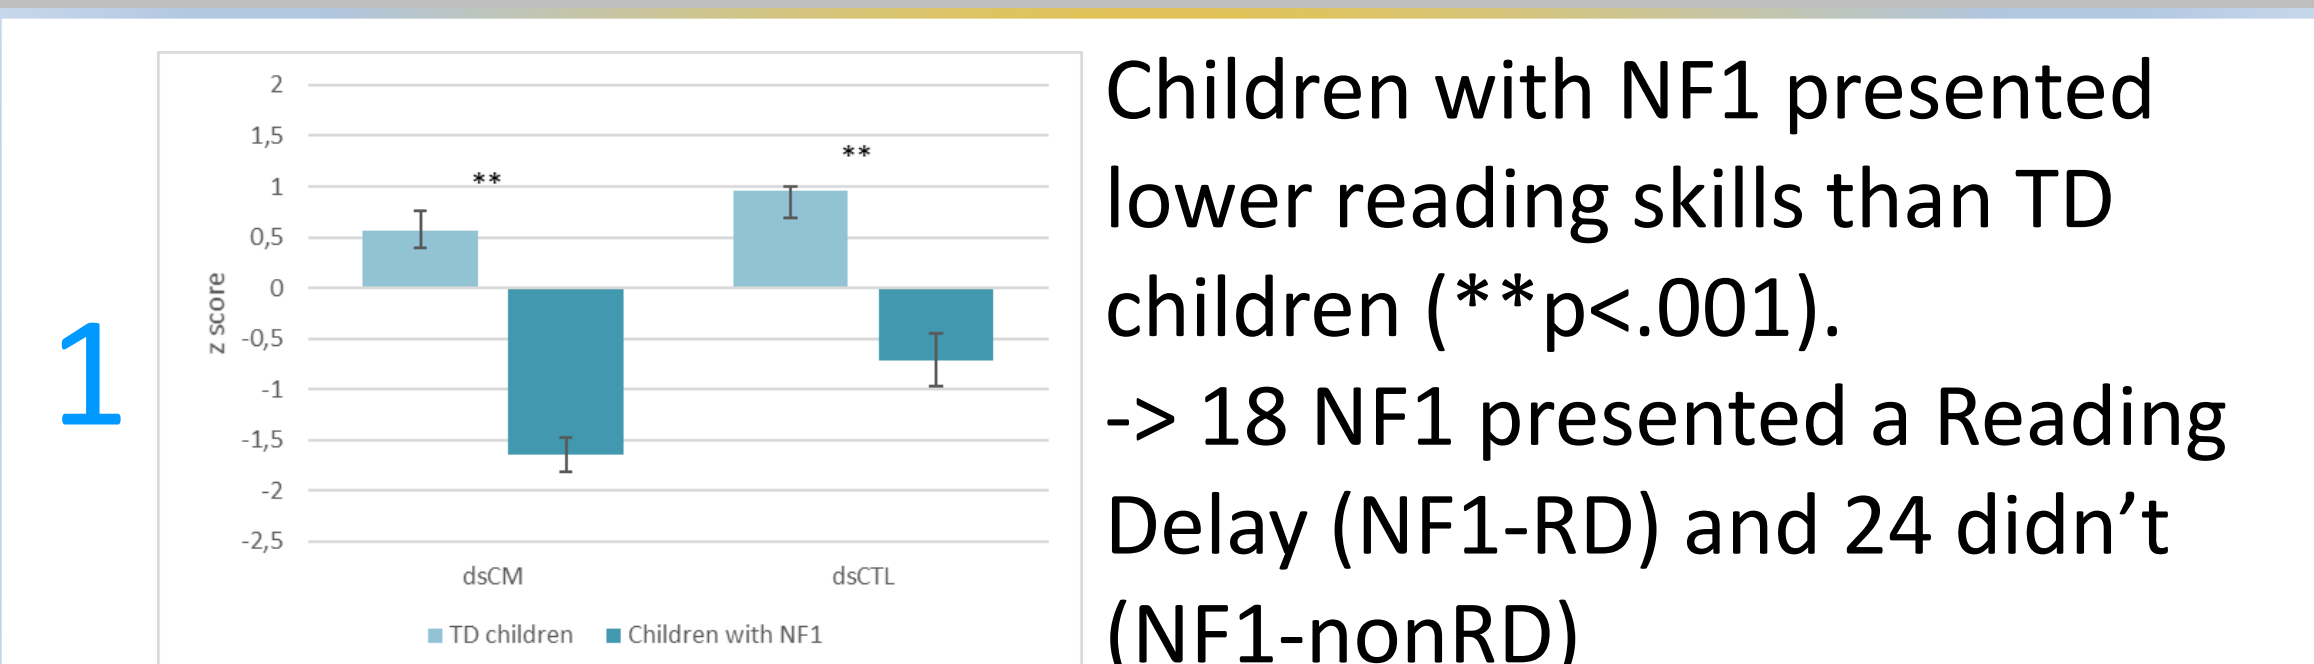 1
2
1,5
1
0,5
0
-0,5
-1
-1,5
-2
-2,5
z score
**
**
dsCM
dsCTL
TD children
Children with NF1
Children with NF1 presented
lower reading skills than TD
children (**p<.001).
-> 18 NF1 presented a Reading
Delay (NF1-RD) and 24 didn’t
(NF1-nonRD)